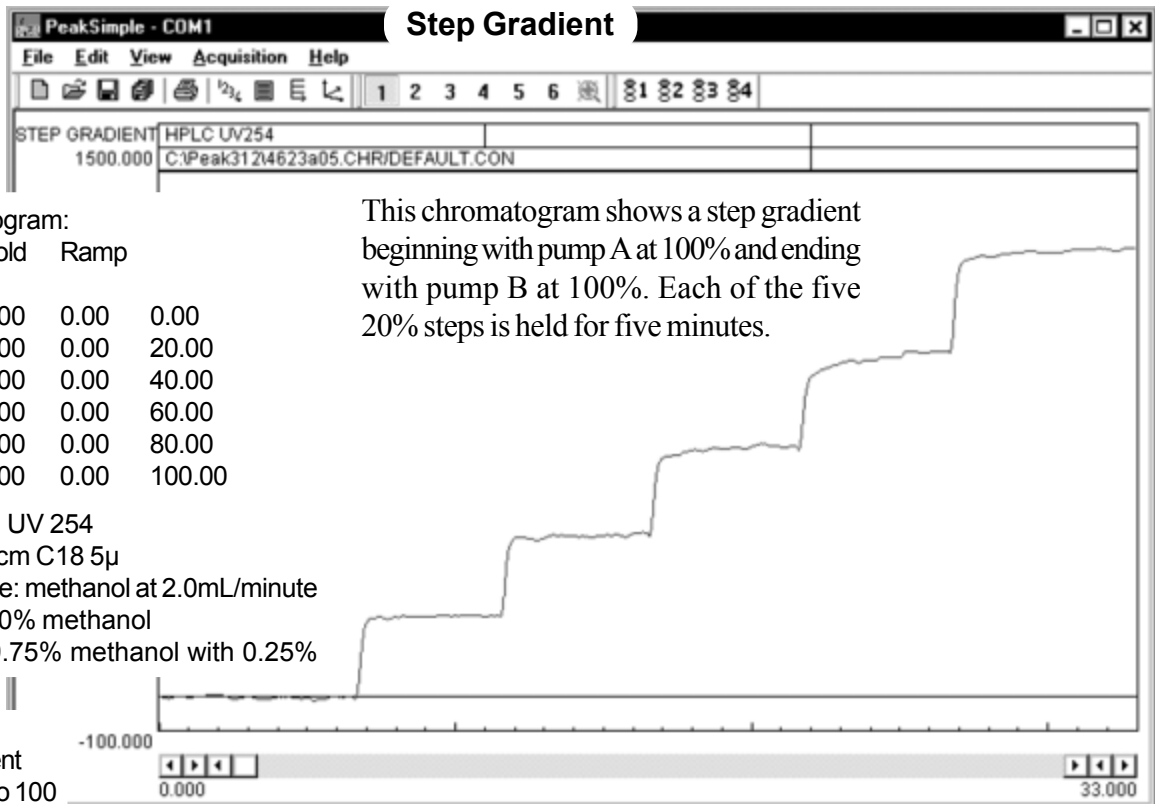 Step Gradient
PeakSimple - COM1
File Edit View Acquisition Help
1 2 3 4 5 6 1 2 3 4
STEP GRADIENT HPLC UV254
1500.000 C:\Peak312\4623a05.CHR/DEFAULT.CON
This chromatogram shows a step gradient
beginning with pump A at 100% and ending
with pump B at 100%. Each of the five
20% steps is held for five minutes.
ogram:
old Ramp
00 0.00 0.00
00 0.00 20.00
00 0.00 40.00
00 0.00 60.00
00 0.00 80.00
00 0.00 100.00
UV 254
cm C18 5µ
e: methanol at 2.0mL/minute
0% methanol
.75% methanol with 0.25%
-100.000
ent
o 100
0.000 33.000